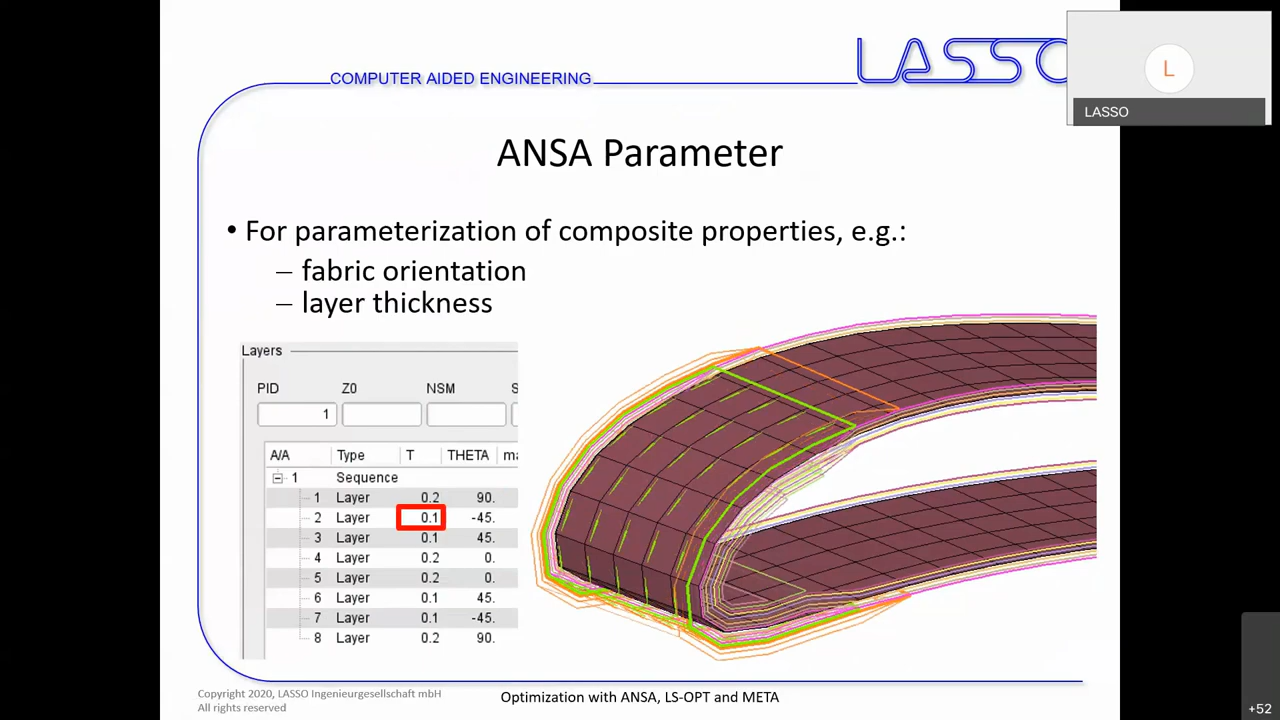 LASSO
COMPUTER AIDED ENGINEERING
L
LASSO
ANSA Parameter
• For parameterization of composite properties, e.g.:
– fabric orientation
– layer thickness
Layers
PID Z0 NSM S
1
A/A Type T THETA ma
1 Sequence
1 Layer 0.2 90.
2 Layer 0.1 -45.
3 Layer 0.1 45.
4 Layer 0.2 0.
5 Layer 0.2 0.
6 Layer 0.1 45.
7 Layer 0.1 -45.
8 Layer 0.2 90.
Copyright 2020, LASSO Ingenieurgesellschaft mbH
All rights reserved
Optimization with ANSA, LS-OPT and META
+52